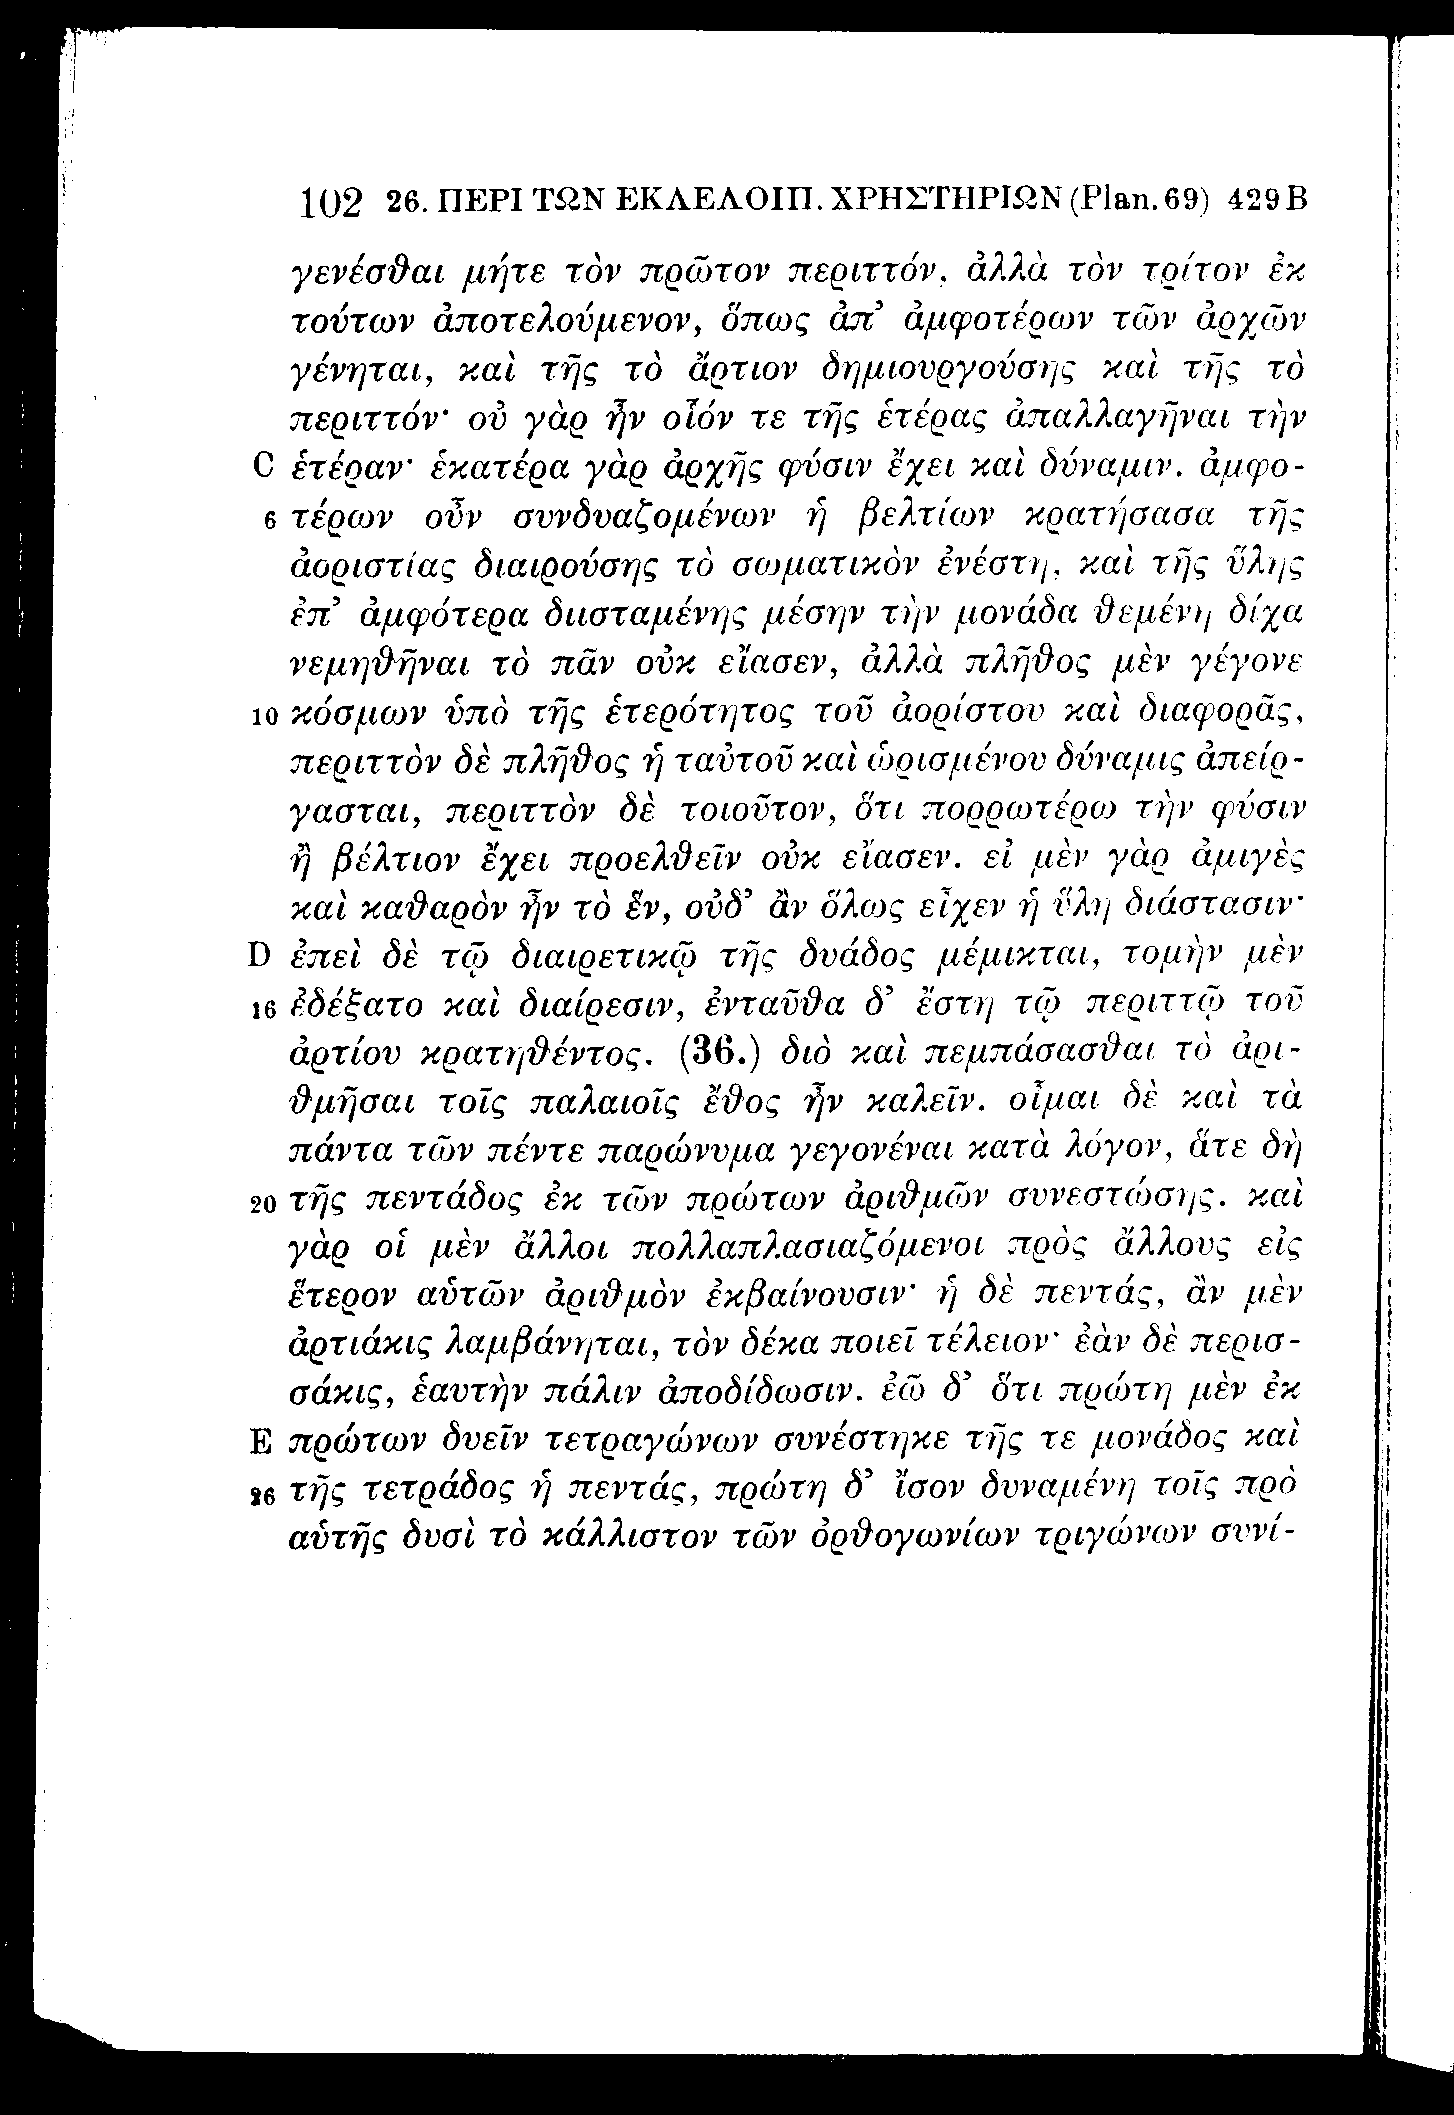 102 26. ΠΕΡΙ ΤΩΝ ΕΚΛΕΛΟΙΠ. ΧΡΗΣΤΗΡΙΩΝ (Plan. 69) 429 B
γενέσθαι μήτε τὸν πρῶτον περιττόν, ἀλλὰ τὸν τρίτον ἐκ
τούτων ἀποτελούμενον, ὅπως ἀπ’ ἀμφοτέρων τῶν ἀρχῶν
γένηται, καὶ τῆς τὸ ἄρτιον δημιουργούσης καὶ τῆς τὸ
περιττόν· οὐ γὰρ ἦν οἷόν τε τῆς ἑτέρας ἀπαλλαγῆναι τὴν
C ἑτέραν· ἑκατέρα γὰρ ἀρχῆς φύσιν ἔχει καὶ δύναμιν. ἀμφο-
6 τέρων οὖν συνδυαζομένων ἡ βελτίων κρατήσασα τῆς
ἀοριστίας διαιρούσης τὸ σωματικὸν ἐνέστη, καὶ τῆς ὕλης
ἐπ’ ἀμφότερα διισταμένης μέσην τὴν μονάδα θεμένη δίχα
νεμηθῆναι τὸ πᾶν οὐκ εἴασεν, ἀλλὰ πλῆθος μὲν γέγονε
10 κόσμων ὑπὸ τῆς ἑτερότητος τοῦ ἀορίστου καὶ διαφορᾶς,
περιττὸν δὲ πλῆθος ἡ ταὐτοῦ καὶ ὡρισμένου δύναμις ἀπείρ-
γασται, περιττὸν δὲ τοιοῦτον, ὅτι πορρωτέρω τὴν φύσιν
ἢ βέλτιον ἔχει προελθεῖν οὐκ εἴασεν. εἰ μὲν γὰρ ἀμιγὲς
καὶ καθαρὸν ἦν τὸ ἕν, οὐδ’ ἂν ὅλως εἶχεν ἡ ὕλη διάστασιν·
D ἐπεὶ δὲ τῷ διαιρετικῷ τῆς δυάδος μέμικται, τομὴν μὲν
16 ἐδέξατο καὶ διαίρεσιν, ἐνταῦθα δ’ ἔστη τῷ περιττῷ τοῦ
ἀρτίου κρατηθέντος. (36.) διὸ καὶ πεμπάσασθαι τὸ ἀρι-
θμῆσαι τοῖς παλαιοῖς ἔθος ἦν καλεῖν. οἶμαι δὲ καὶ τὰ
πάντα τῶν πέντε παρώνυμα γεγονέναι κατὰ λόγον, ἅτε δὴ
20 τῆς πεντάδος ἐκ τῶν πρώτων ἀριθμῶν συνεστώσης. καὶ
γὰρ οἱ μὲν ἄλλοι πολλαπλασιαζόμενοι πρὸς ἄλλους εἰς
ἕτερον αὑτῶν ἀριθμὸν ἐκβαίνουσιν· ἡ δὲ πεντάς, ἂν μὲν
ἀρτιάκις λαμβάνηται, τὸν δέκα ποιεῖ τέλειον· ἐὰν δὲ περισ-
σάκις, ἑαυτὴν πάλιν ἀποδίδωσιν. ἐῶ δ’ ὅτι πρώτη μὲν ἐκ
E πρώτων δυεῖν τετραγώνων συνέστηκε τῆς τε μονάδος καὶ
26 τῆς τετράδος ἡ πεντάς, πρώτη δ’ ἴσον δυναμένη τοῖς πρὸ
αὑτῆς δυσὶ τὸ κάλλιστον τῶν ὀρθογωνίων τριγώνων συνί-